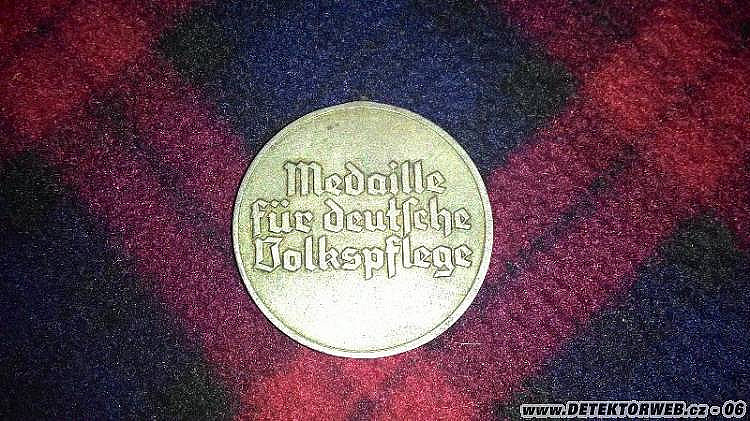 Medaille
für deutſche
Volkspflege
www.DETEKTORWEB.cz - 06